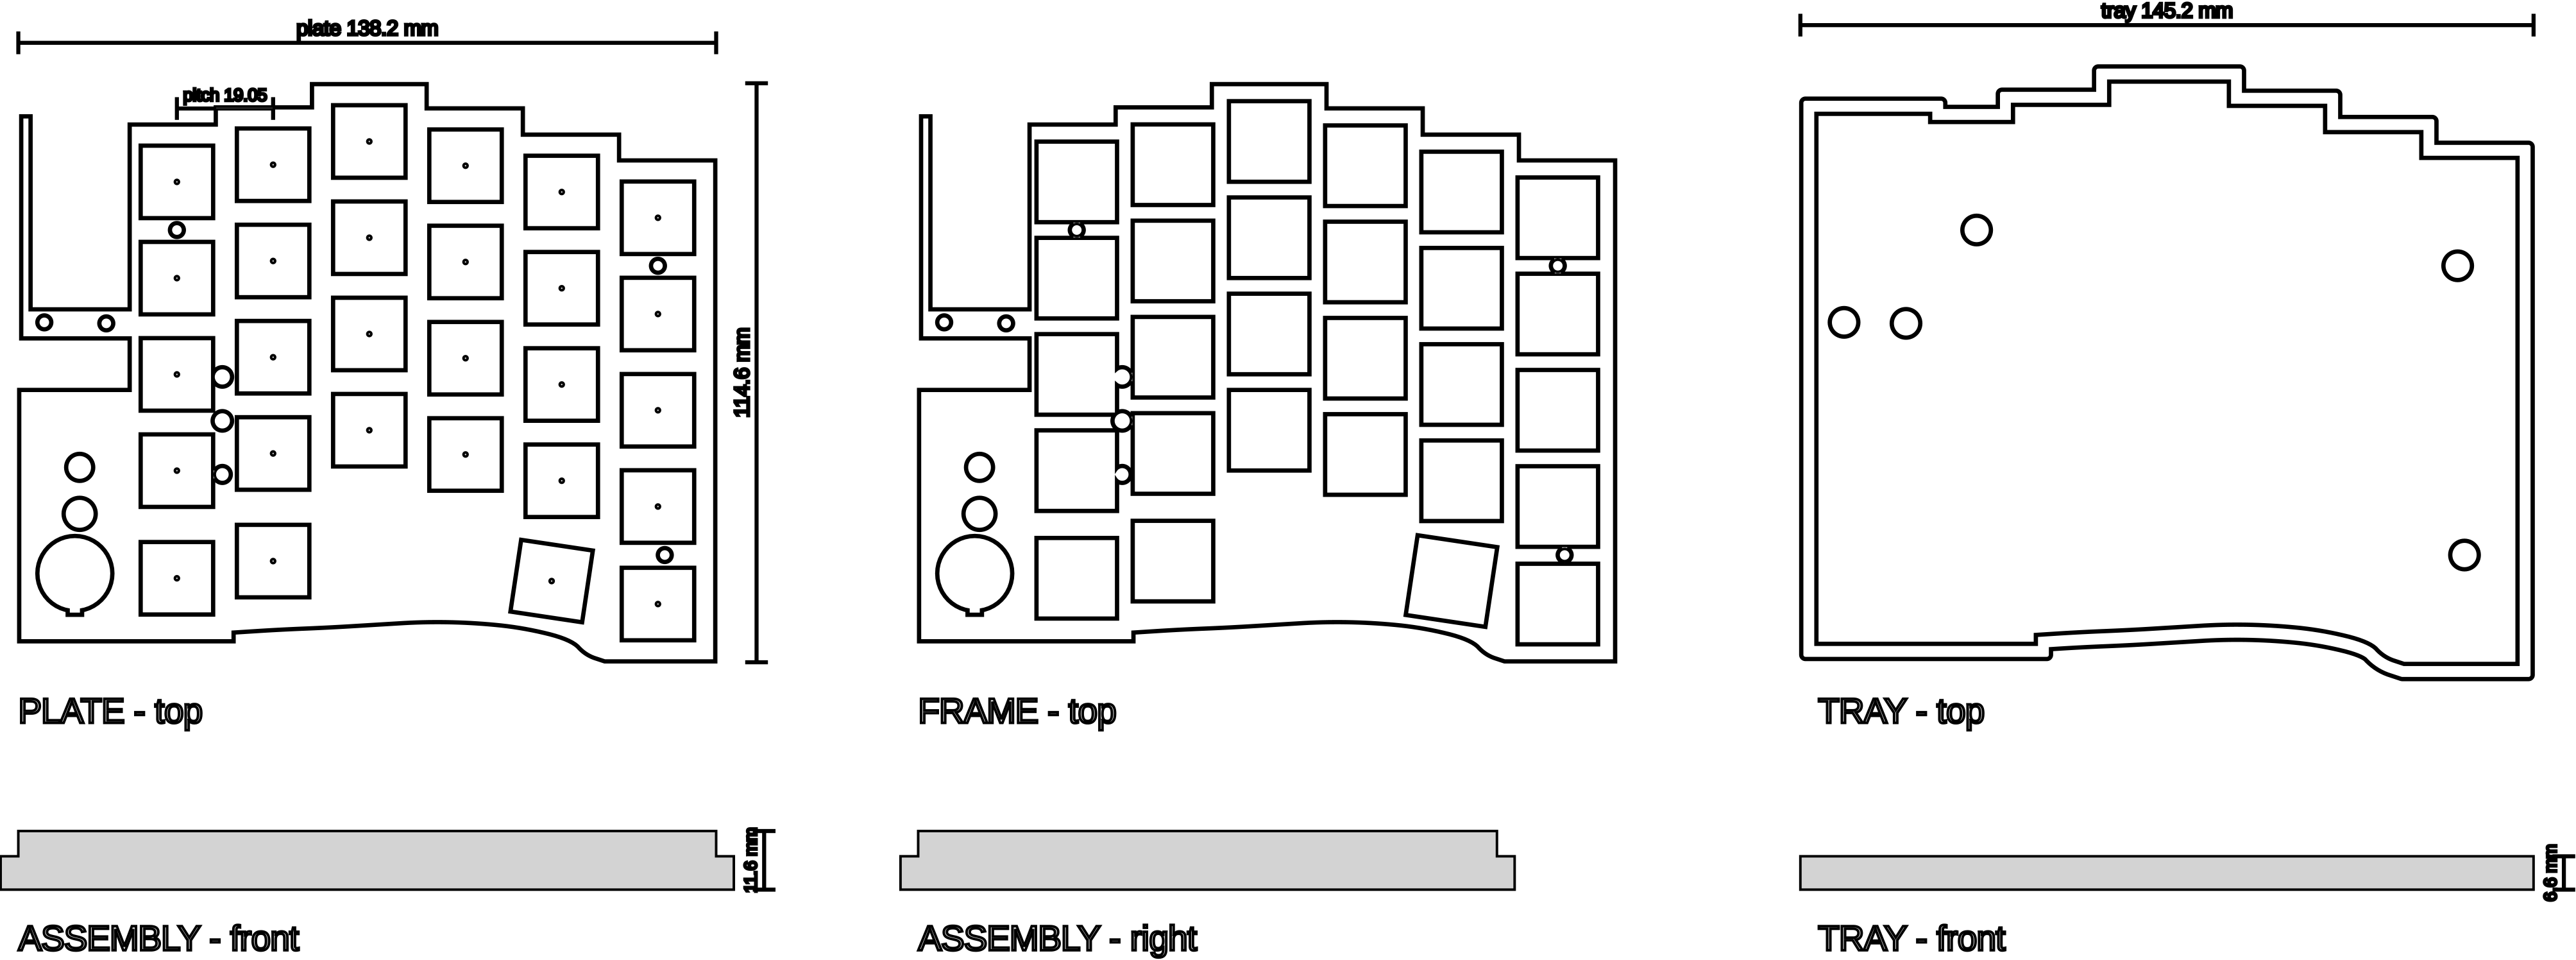 plate 138.2 mm
tray 145.2 mm
pitch 19.05
114.6 mm
PLATE - top
FRAME - top
TRAY - top
11.6 mm
6.6 mm
ASSEMBLY - front
ASSEMBLY - right
TRAY - front